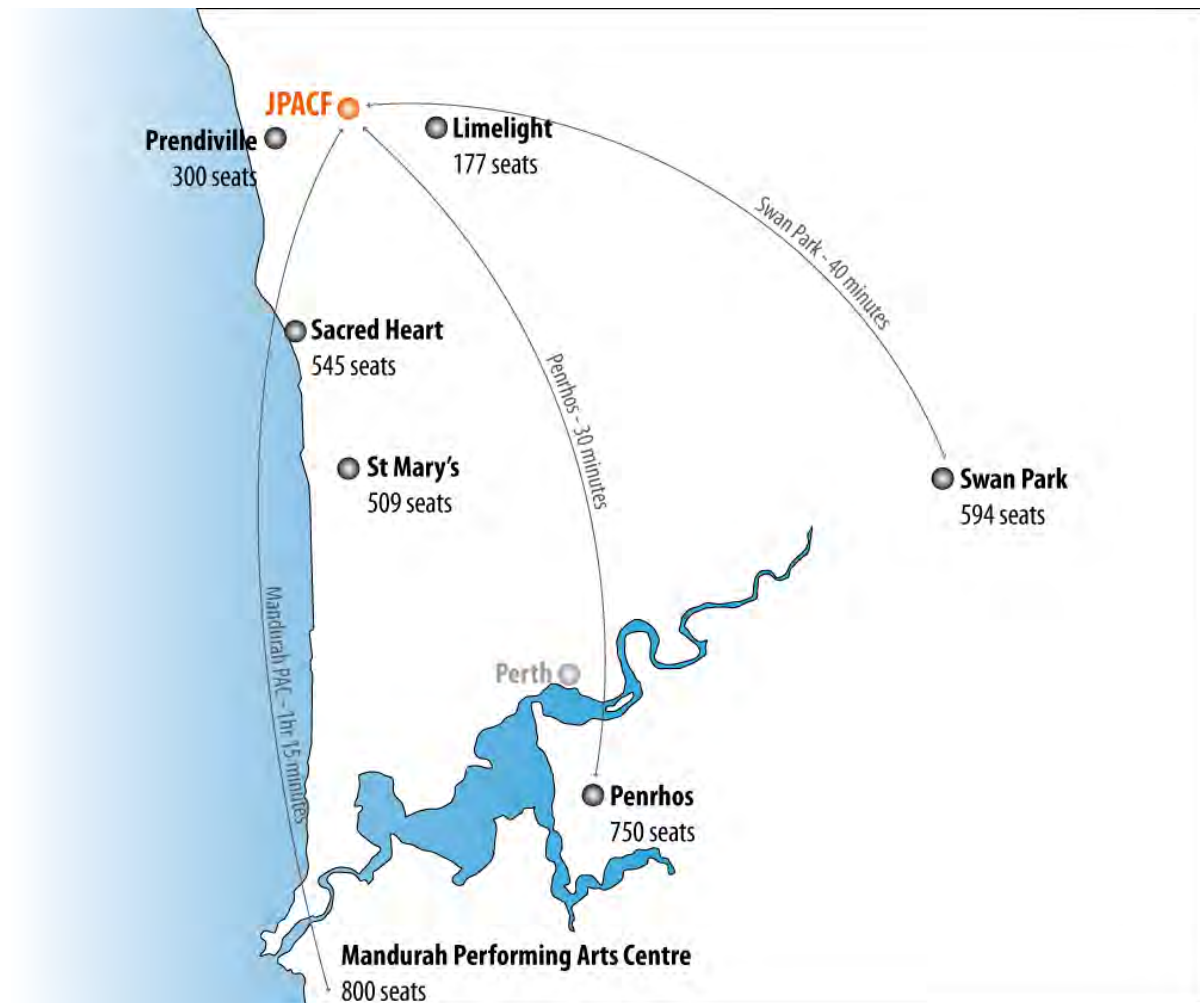 JPACF
Prendiville
300 seats
Limelight
177 seats
Swan Park - 40 minutes
Sacred Heart
545 seats
Penrhos - 30 minutes
St Mary's
509 seats
Swan Park
594 seats
Mandurah PAC - 1hr 15 minutes
Perth
Penrhos
750 seats
Mandurah Performing Arts Centre
800 seats